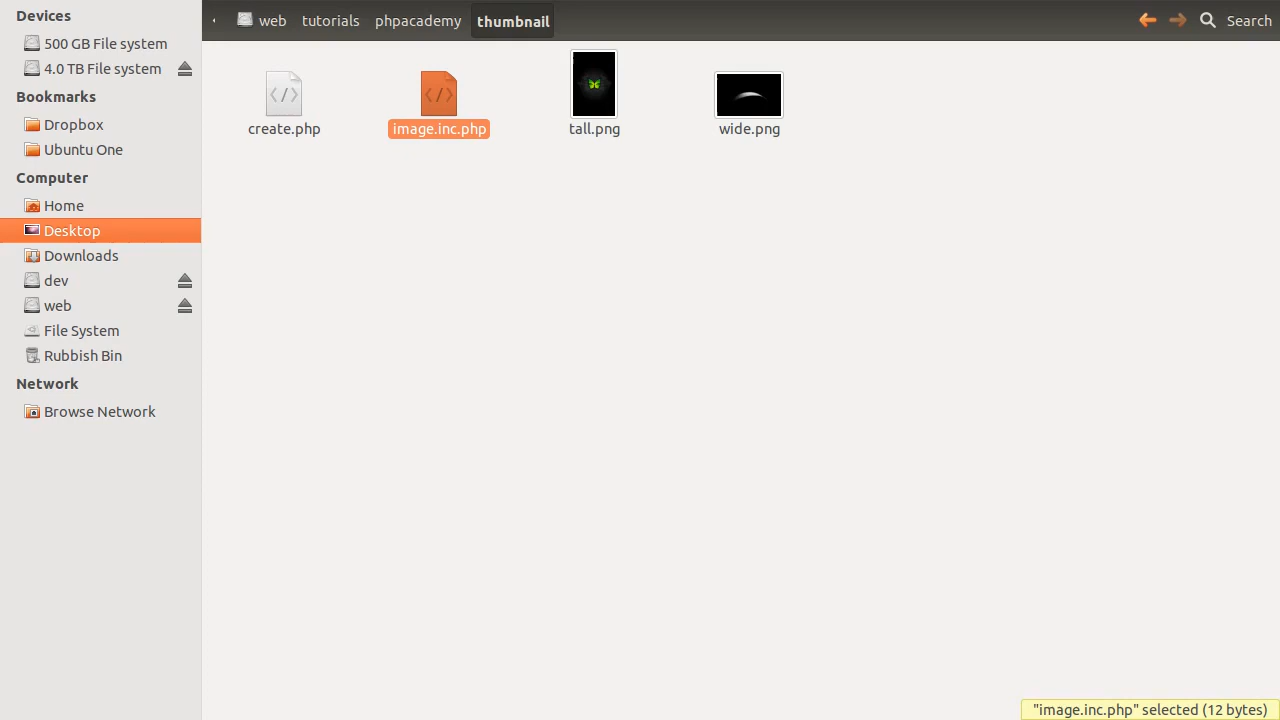 Devices
500 GB File system
4.0 TB File system
Bookmarks
Dropbox
Ubuntu One
Computer
Home
Desktop
Downloads
dev
web
File System
Rubbish Bin
Network
Browse Network
web tutorials phpacademy thumbnail Search
create.php image.inc.php tall.png wide.png
"image.inc.php" selected (12 bytes)